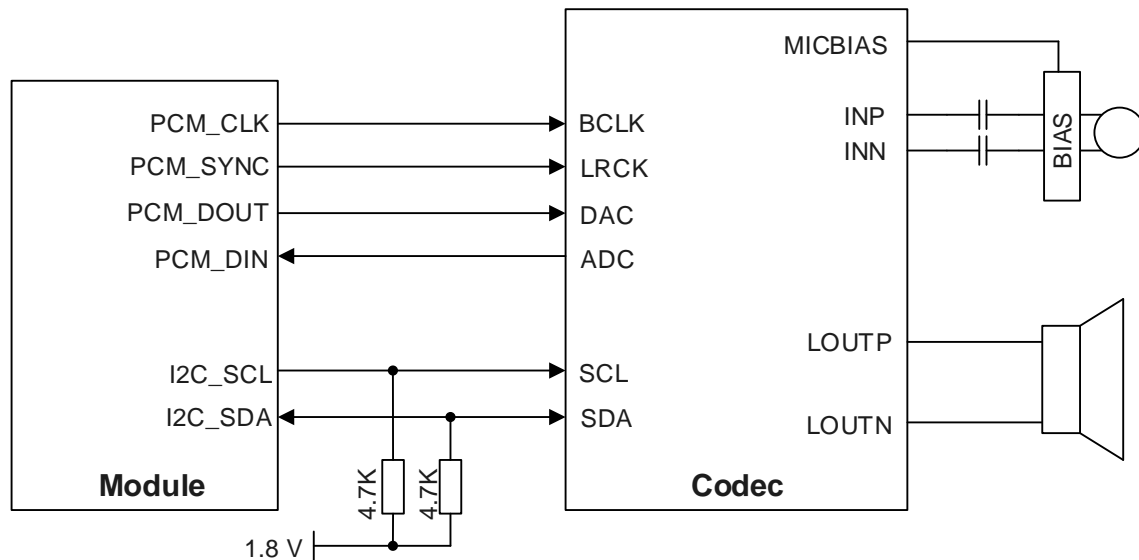 MICBIAS
PCM_CLK
BCLK
INP
PCM_SYNC
LRCK
INN
BIAS
PCM_DOUT
DAC
PCM_DIN
ADC
LOUTP
I2C_SCL
SCL
I2C_SDA
SDA
LOUTN
Module
4.7K
4.7K
Codec
1.8 V